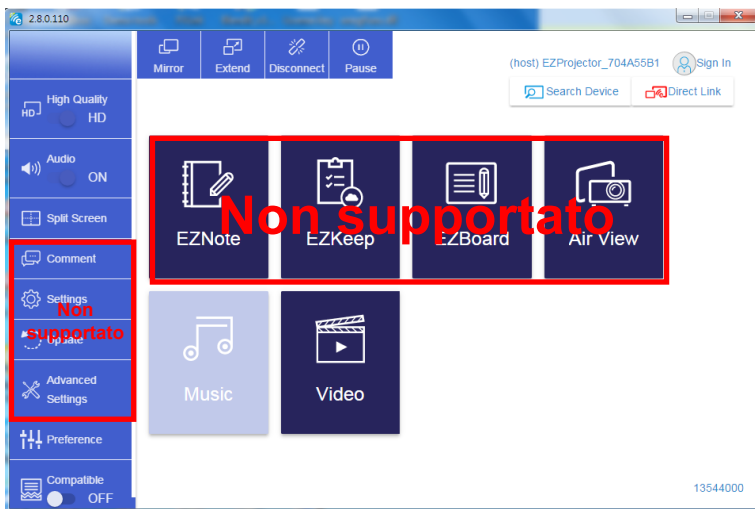 2.8.0.110
Mirror
Extend
Disconnect
Pause
(host) EZProjector_704A55B1
Sign In
Search Device
Direct Link
High Quality
HD
HD
Audio
ON
Split Screen
Comment
Settings
Update
Advanced
Settings
Preference
Compatible
OFF
Non
supportato
Non supportato
EZNote
EZKeep
EZBoard
Air View
Music
Video
13544000